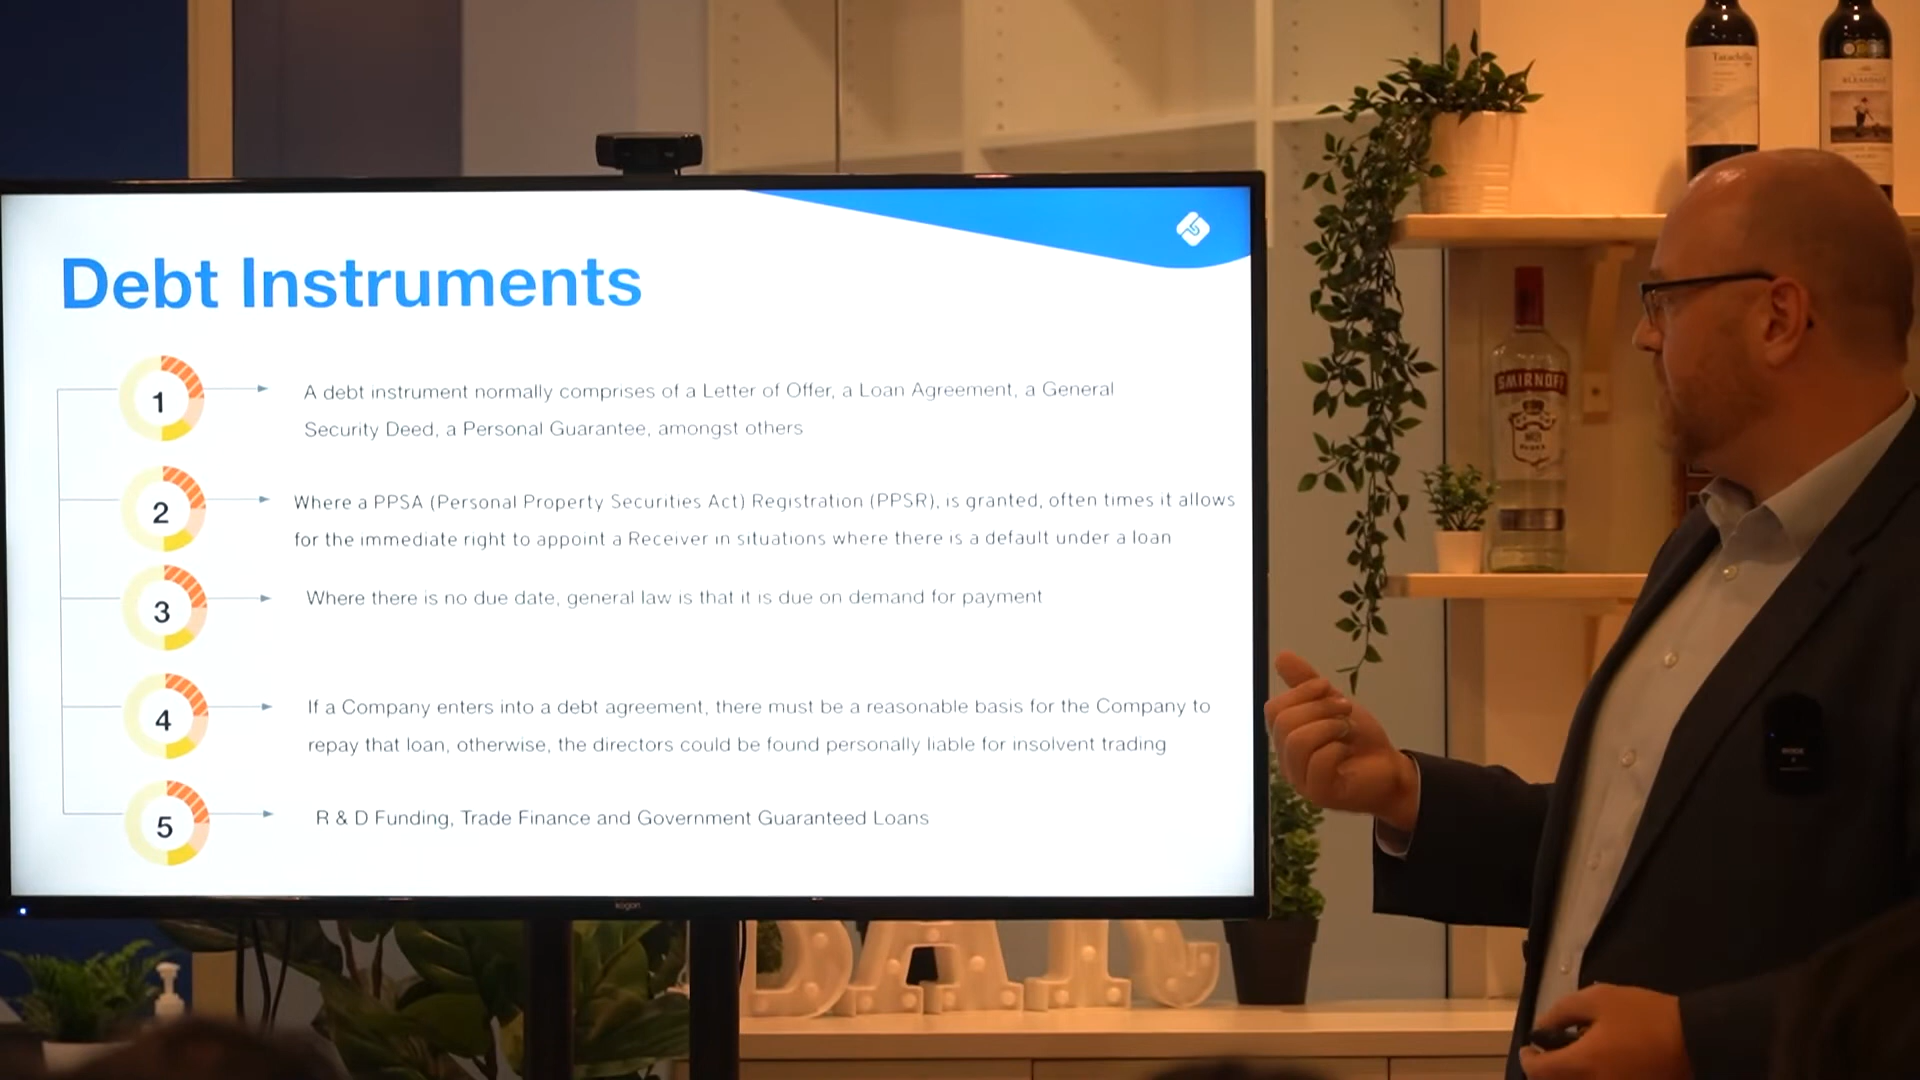 Debt Instruments
1
A debt instrument normally comprises of a Letter of Offer, a Loan Agreement, a General
Security Deed, a Personal Guarantee, amongst others
2
Where a PPSA (Personal Property Securities Act) Registration (PPSR), is granted, often times it allows
for the immediate right to appoint a Receiver in situations where there is a default under a loan
3
Where there is no due date, general law is that it is due on demand for payment
4
If a Company enters into a debt agreement, there must be a reasonable basis for the Company to
repay that loan, otherwise, the directors could be found personally liable for insolvent trading
5
R & D Funding, Trade Finance and Government Guaranteed Loans
kogan
SMIRNOFF